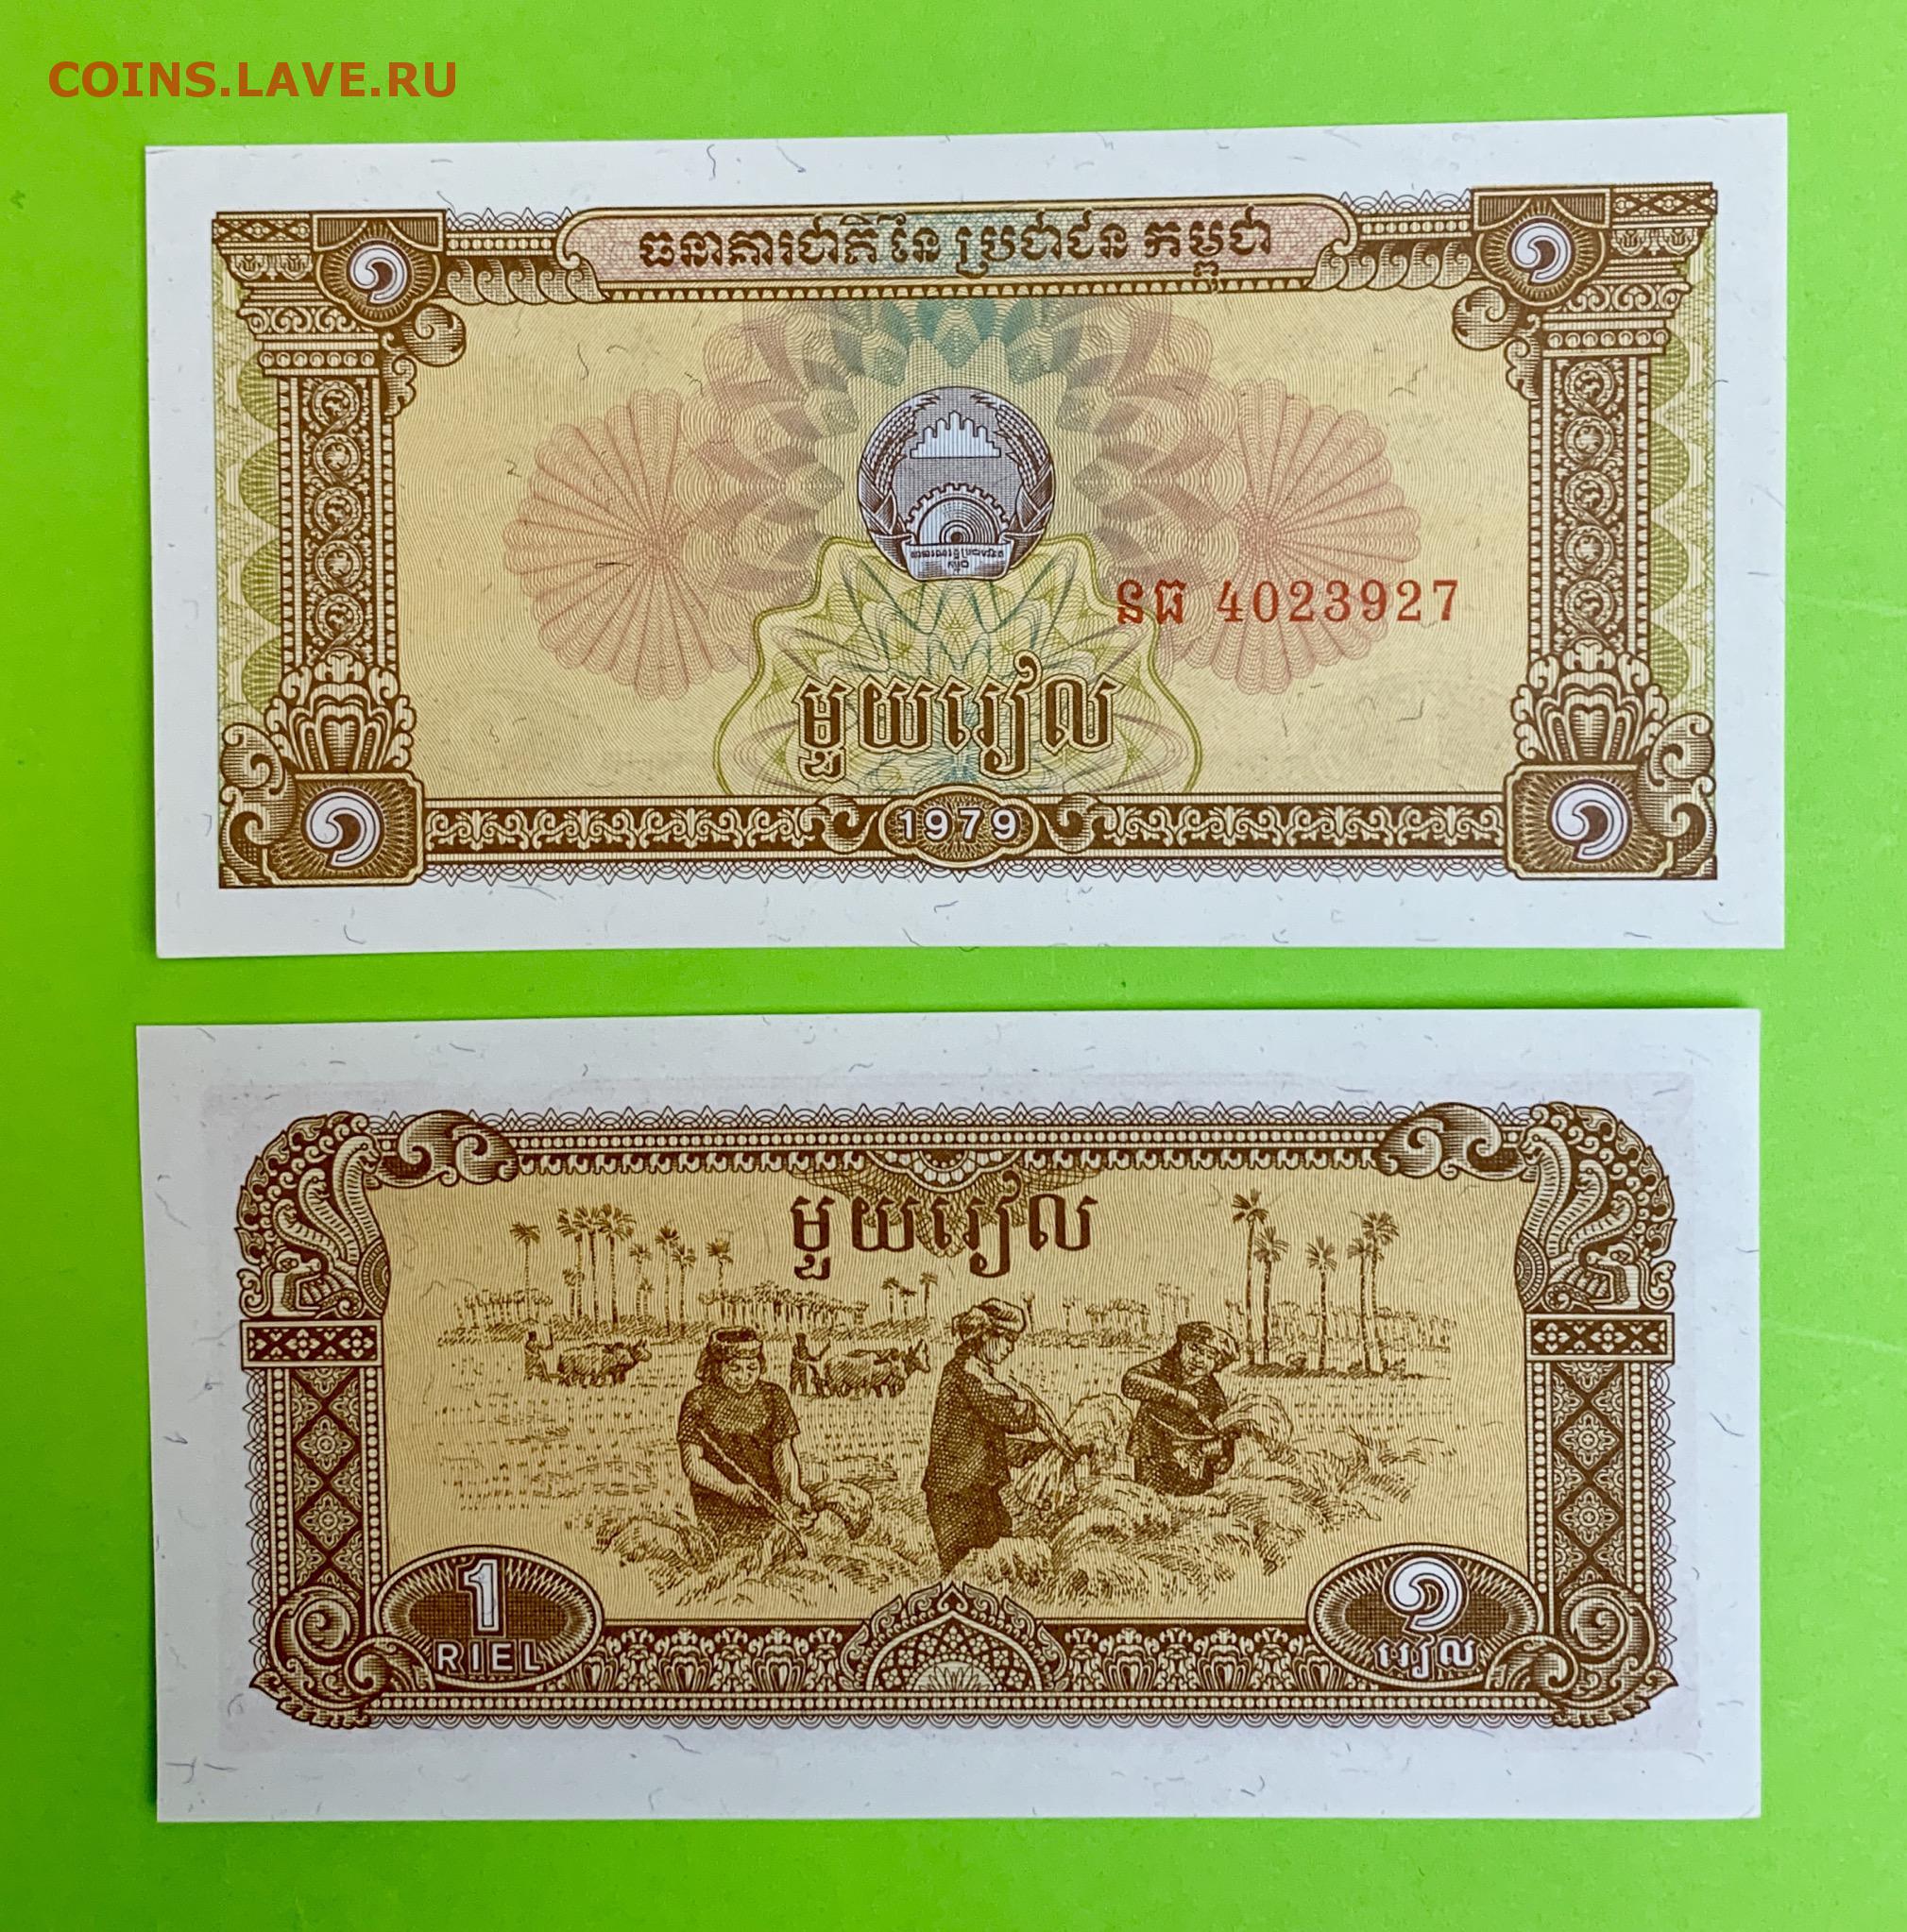 COINS.LAVE.RU
១ ១
ធនាគារជាតិ នៃ ប្រជាជន កម្ពុជា
នធ 4023927
មួយរៀល
១ 1979 ១
មួយរៀល
1 ១
RIEL រៀល